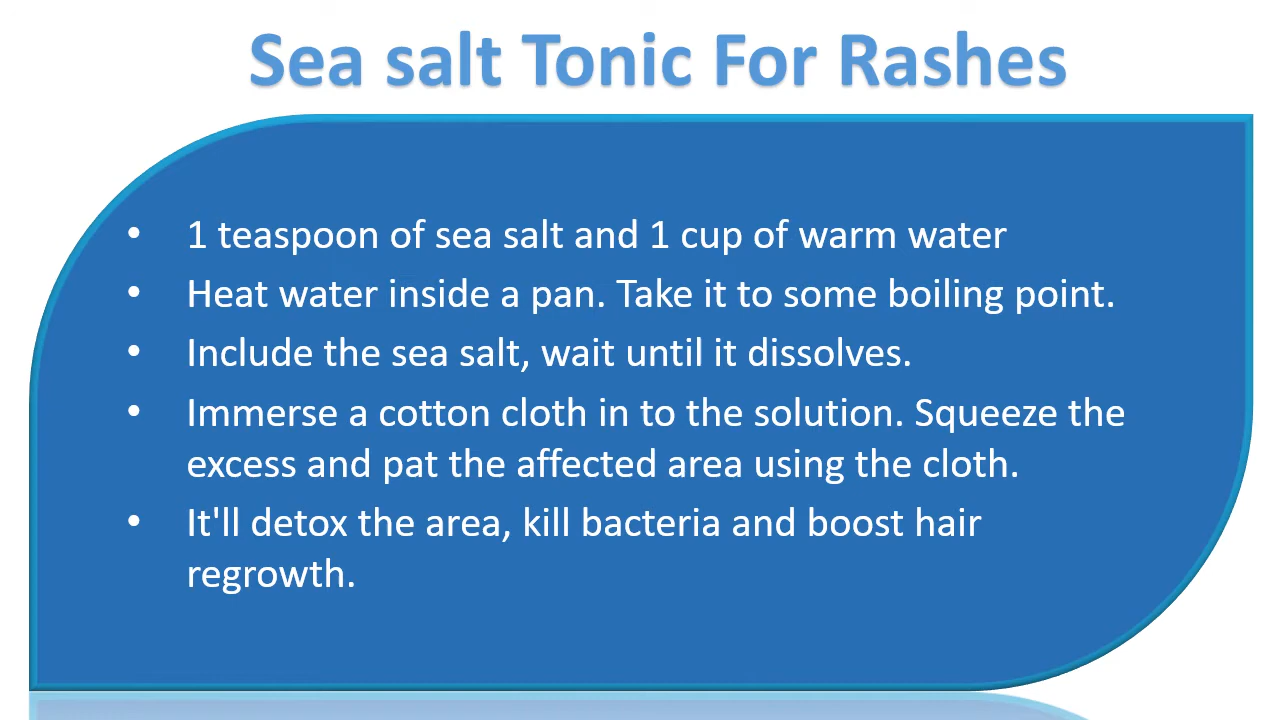 Sea salt Tonic For Rashes
• 1 teaspoon of sea salt and 1 cup of warm water
• Heat water inside a pan. Take it to some boiling point.
• Include the sea salt, wait until it dissolves.
• Immerse a cotton cloth in to the solution. Squeeze the
excess and pat the affected area using the cloth.
• It'll detox the area, kill bacteria and boost hair
regrowth.